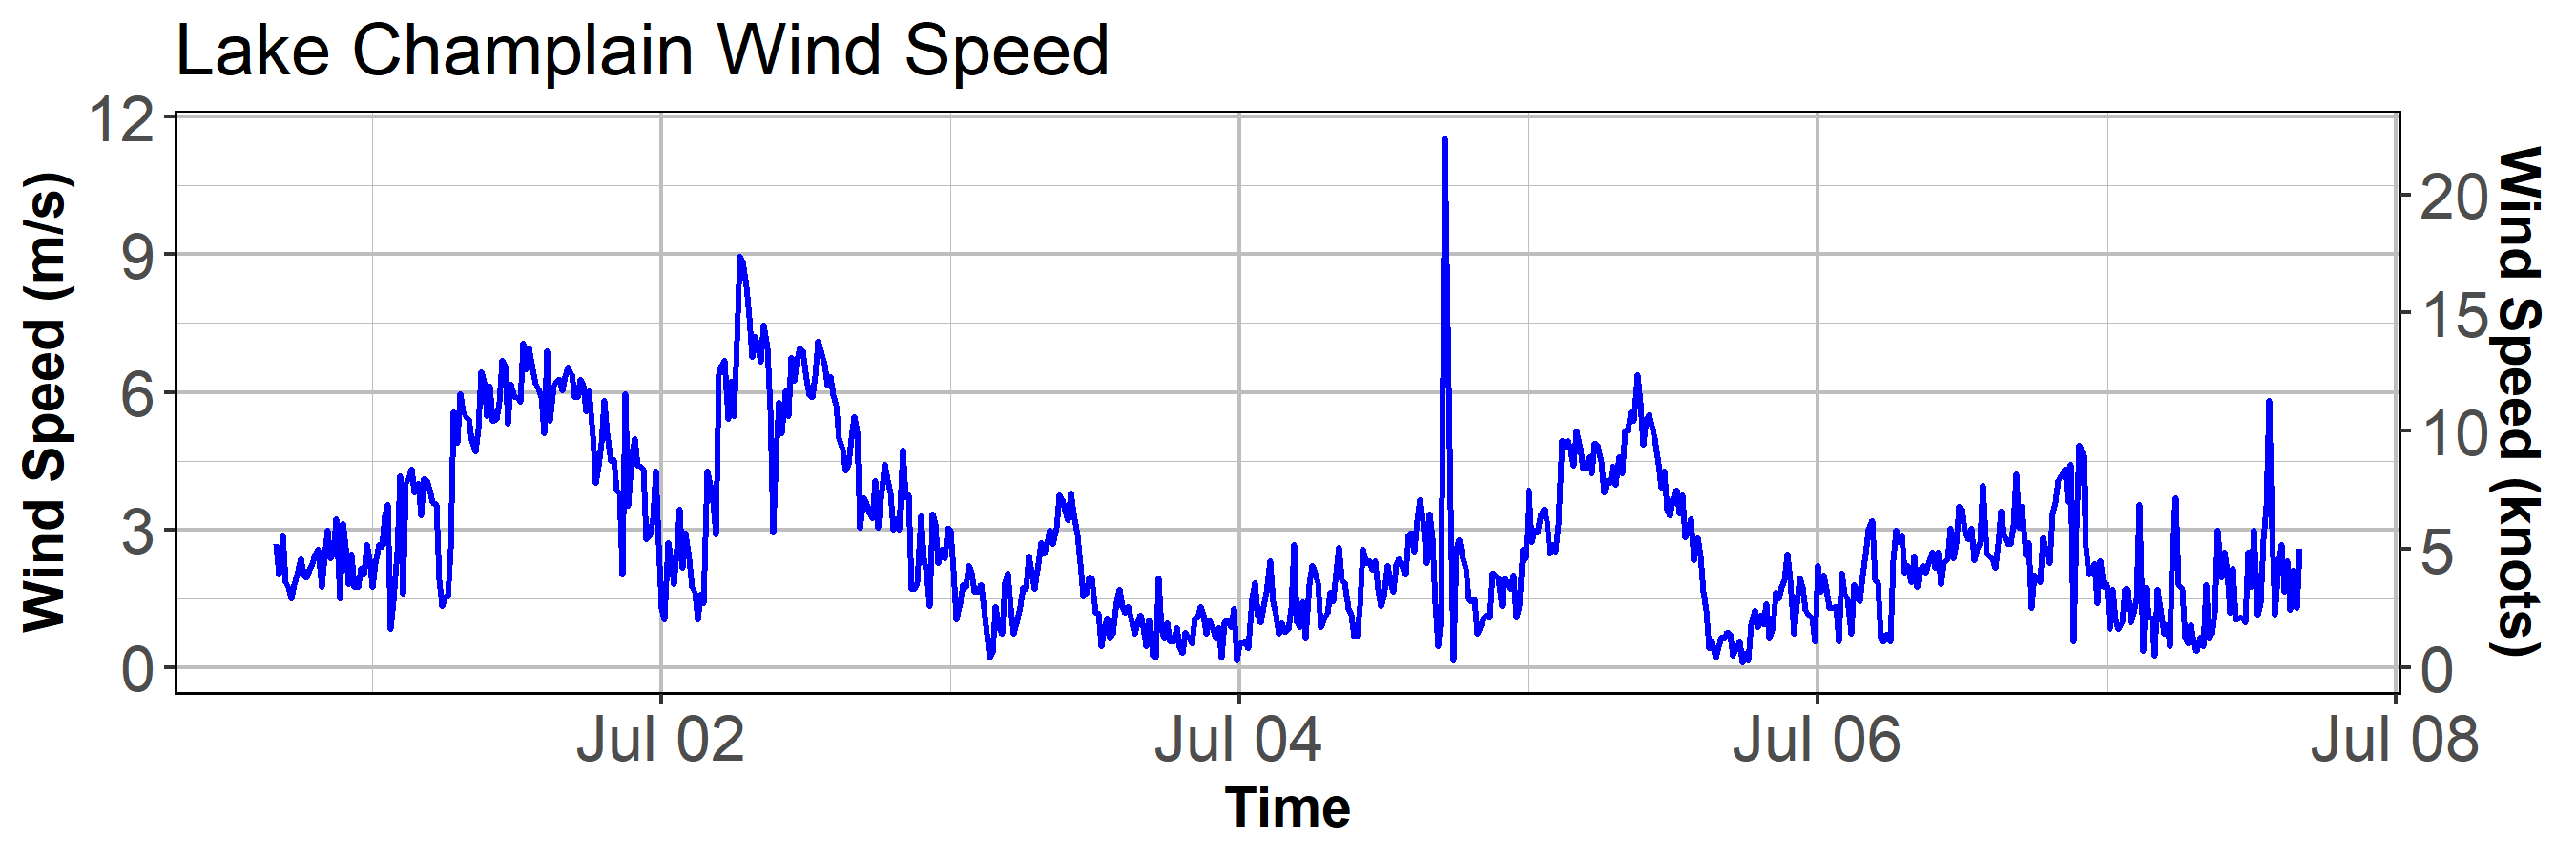 Lake Champlain Wind Speed
Wind Speed (m/s)
12
9
6
3
0
20
15
10
5
0
Wind Speed (knots)
Jul 02
Jul 04
Jul 06
Jul 08
Time